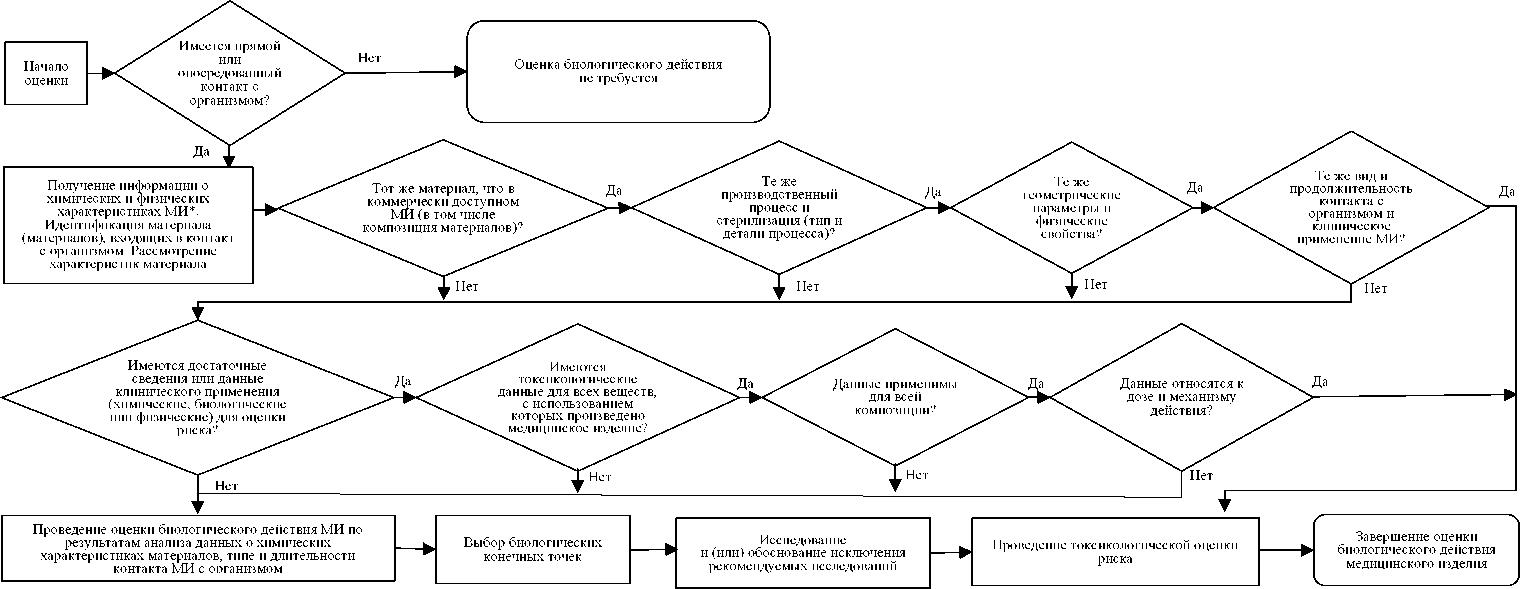 Начало
оценки
Имеется прямой
или
опосредованный
контакт с
организмом?
Нет
Оценка биологического действия
не требуется
Да
Получение информации о
химических и физических
характеристиках МИ*.
Идентификация материала
(материалов), входящих в контакт
с организмом. Рассмотрение
характеристик материала
Тот же материал, что в
коммерчески доступном
МИ (в том числе
композиция материалов)?
Да
Нет
Те же
производственный
процесс и
стерилизация (тип и
детали процесса)?
Да
Нет
Те же
геометрические
параметры и
физические
свойства?
Да
Нет
Те же вид и
продолжительность
контакта с
организмом и
клиническое
применение МИ?
Да
Нет
Имеются достаточные
сведения или данные
клинического применения
(химические, биологические
или физические) для оценки
риска?
Да
Нет
Имеются
токсикологические
данные для всех веществ,
с использованием
которых произведено
медицинское изделие?
Да
Нет
Данные применимы
для всей
композиции?
Да
Нет
Данные относятся к
дозе и механизму
действия?
Да
Нет
Проведение оценки биологического действия МИ по
результатам анализа данных о химических
характеристиках материалов, типе и длительности
контакта МИ с организмом
Выбор биологических
конечных точек
Исследование
и (или) обоснование исключения
рекомендуемых исследований
Проведение токсикологической оценки
риска
Завершение оценки
биологического действия
медицинского изделия